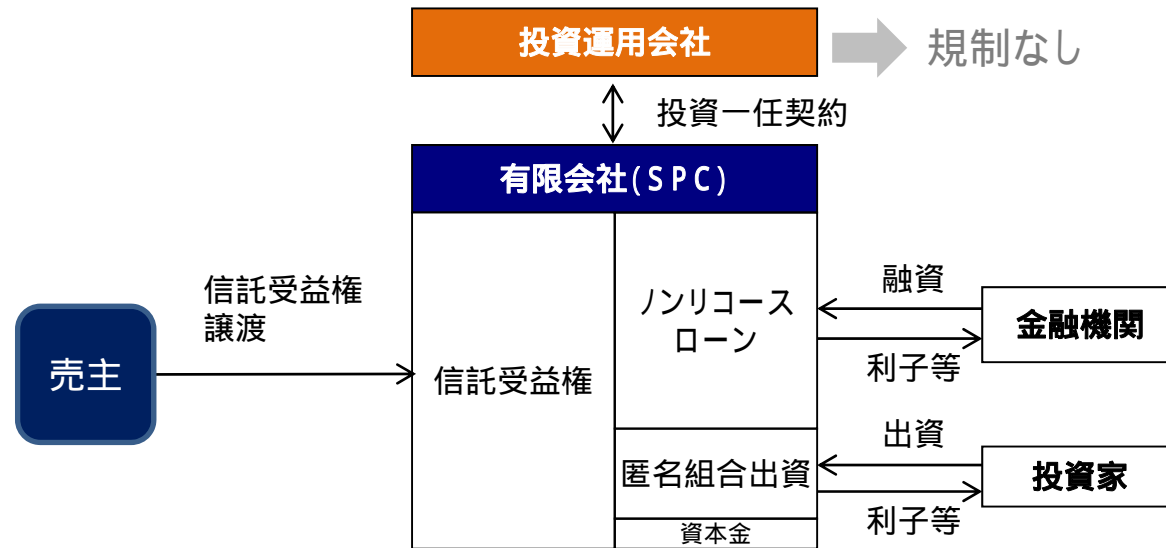 投資運用会社
規制なし
投資一任契約
有限会社(SPC)
信託受益権
譲渡
売主
信託受益権
ノンリコース
ローン
融資
利子等
金融機関
匿名組合出資
出資
利子等
投資家
資本金